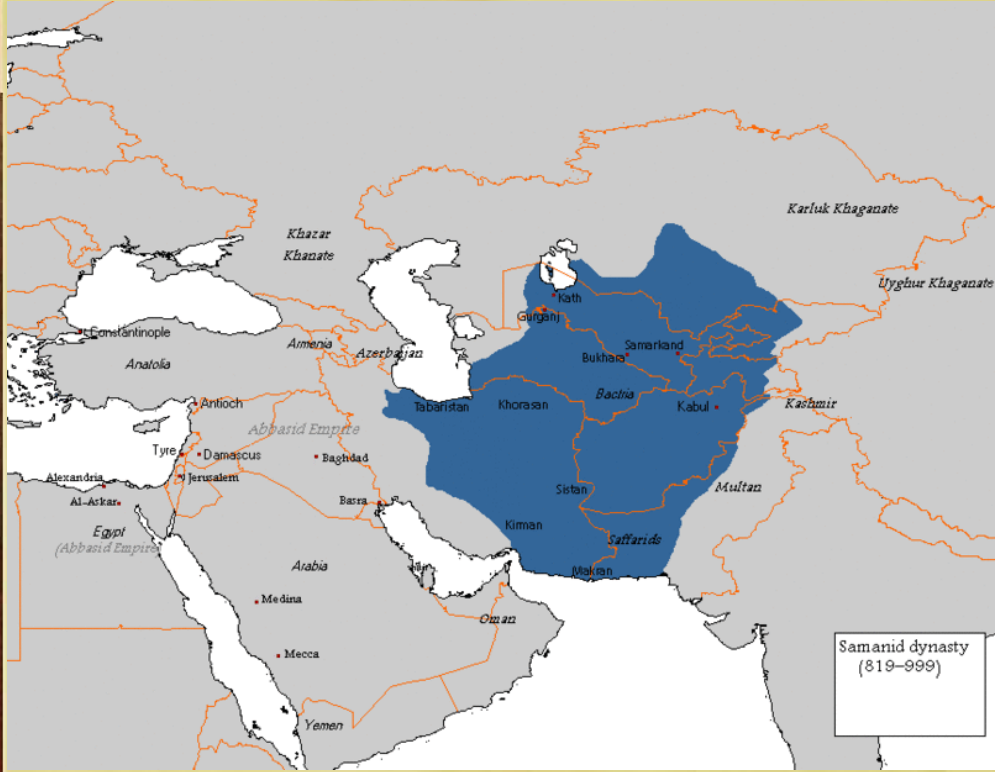 Karluk Khaganate
Khazar
Khanate
Uyghur Khaganate
Kath
Gurganj
Constantinople
Armenia
Azerbaijan
Samarkand
Bukhara
Anatolia
Bactria
Antioch
Tabaristan
Khorasan
Kabul
Kashmir
Abbasid Empire
Tyre
Damascus
Baghdad
Alexandria
Jerusalem
Multan
Sistan
Al-Askar
Basra
Egypt
(Abbasid Empire)
Kirman
Saffarids
Arabia
Makran
Medina
Oman
Mecca
Samanid dynasty
(819–999)
Yemen